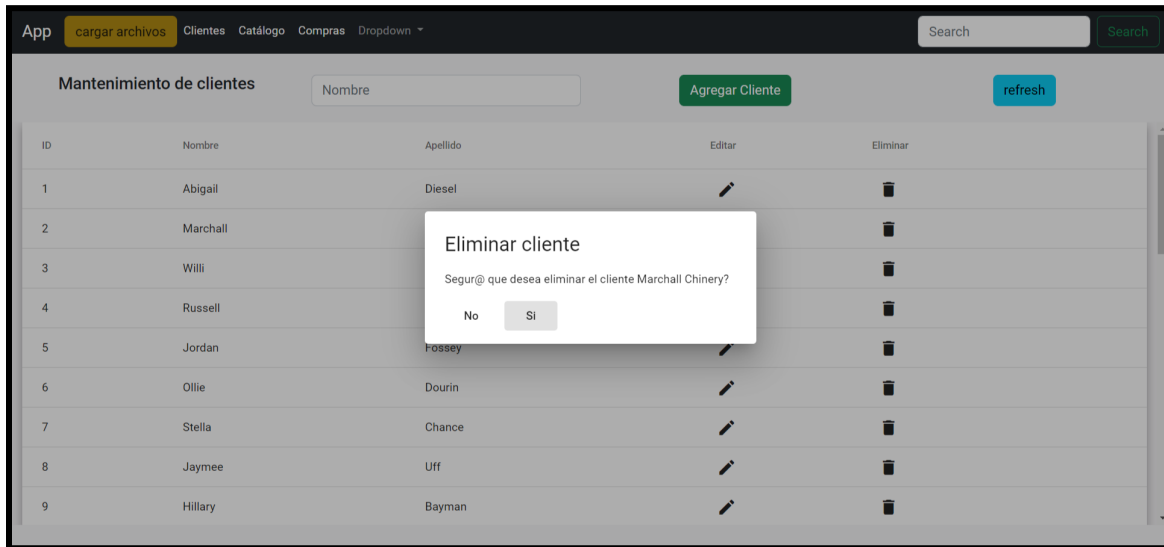 App cargar archivos Clientes Catálogo Compras Dropdown Search Search
Mantenimiento de clientes Nombre Agregar Cliente refresh
ID Nombre Apellido Editar Eliminar
1 Abigail Diesel
2 Marchall
3 Willi
4 Russell
5 Jordan Fossey
6 Ollie Dourin
7 Stella Chance
8 Jaymee Uff
9 Hillary Bayman
Eliminar cliente
Segur@ que desea eliminar el cliente Marchall Chinery?
No Si